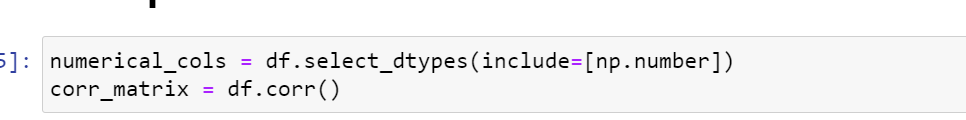 5]:
numerical_cols = df.select_dtypes(include=[np.number])
corr_matrix = df.corr()